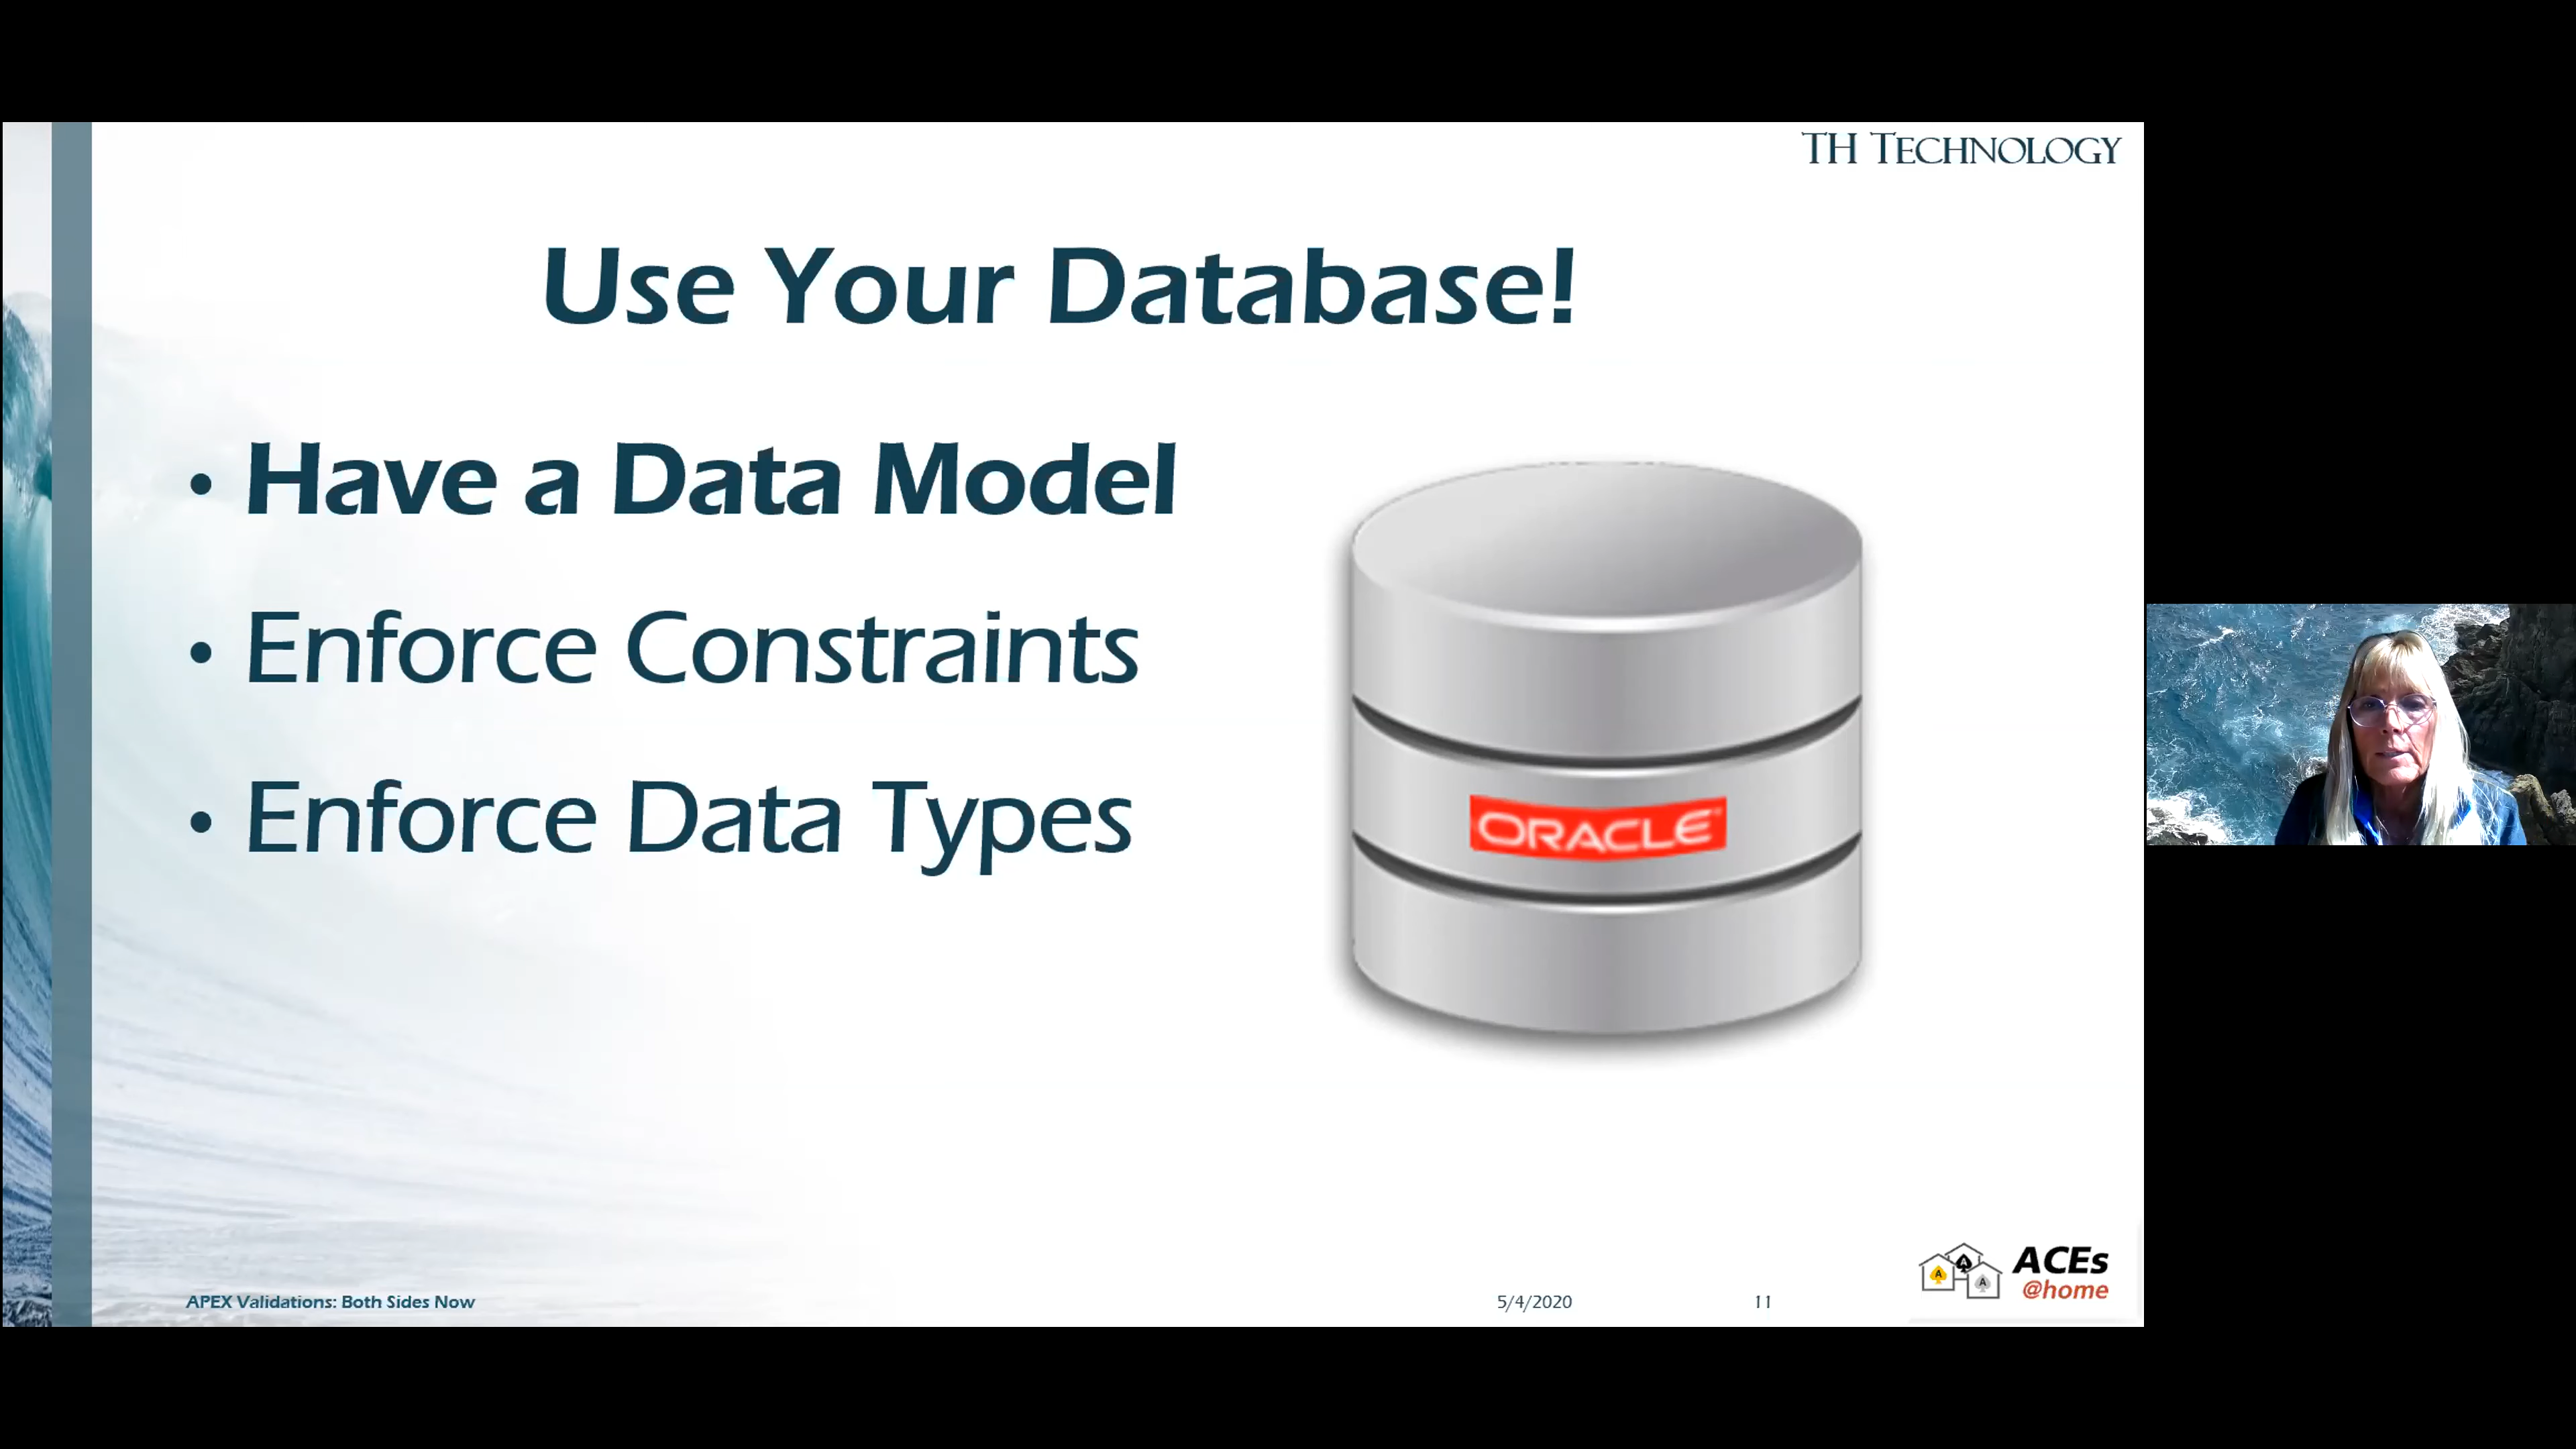 TH TECHNOLOGY
Use Your Database!
• Have a Data Model
• Enforce Constraints
• Enforce Data Types
ORACLE
ACEs
@home
APEX Validations: Both Sides Now
5/4/2020
11